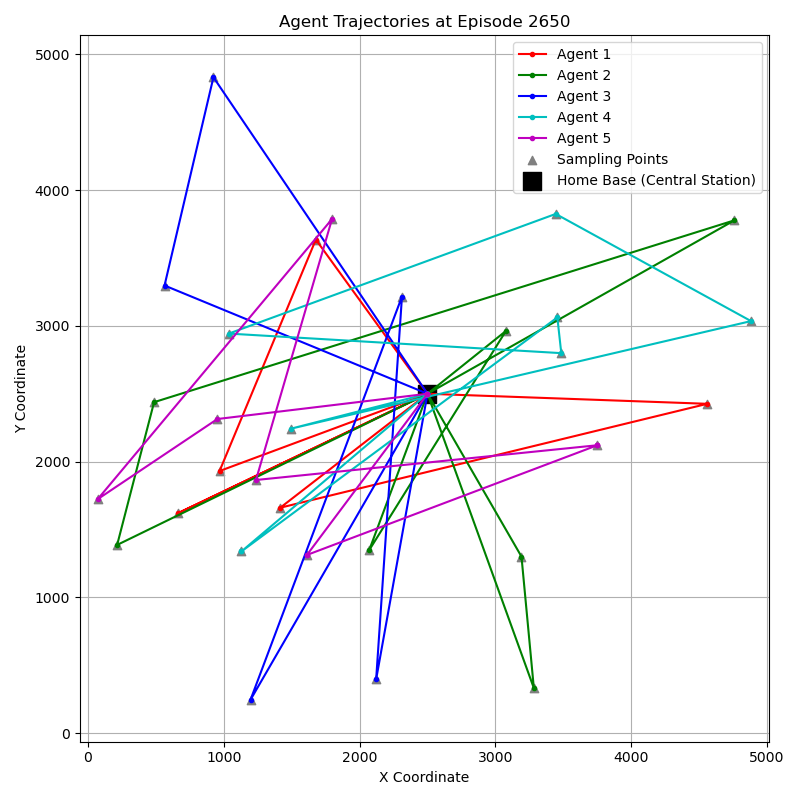 Agent Trajectories at Episode 2650
Agent 1
Agent 2
Agent 3
Agent 4
Agent 5
Sampling Points
Home Base (Central Station)
Y Coordinate
5000
4000
3000
2000
1000
0
0 1000 2000 3000 4000 5000
X Coordinate